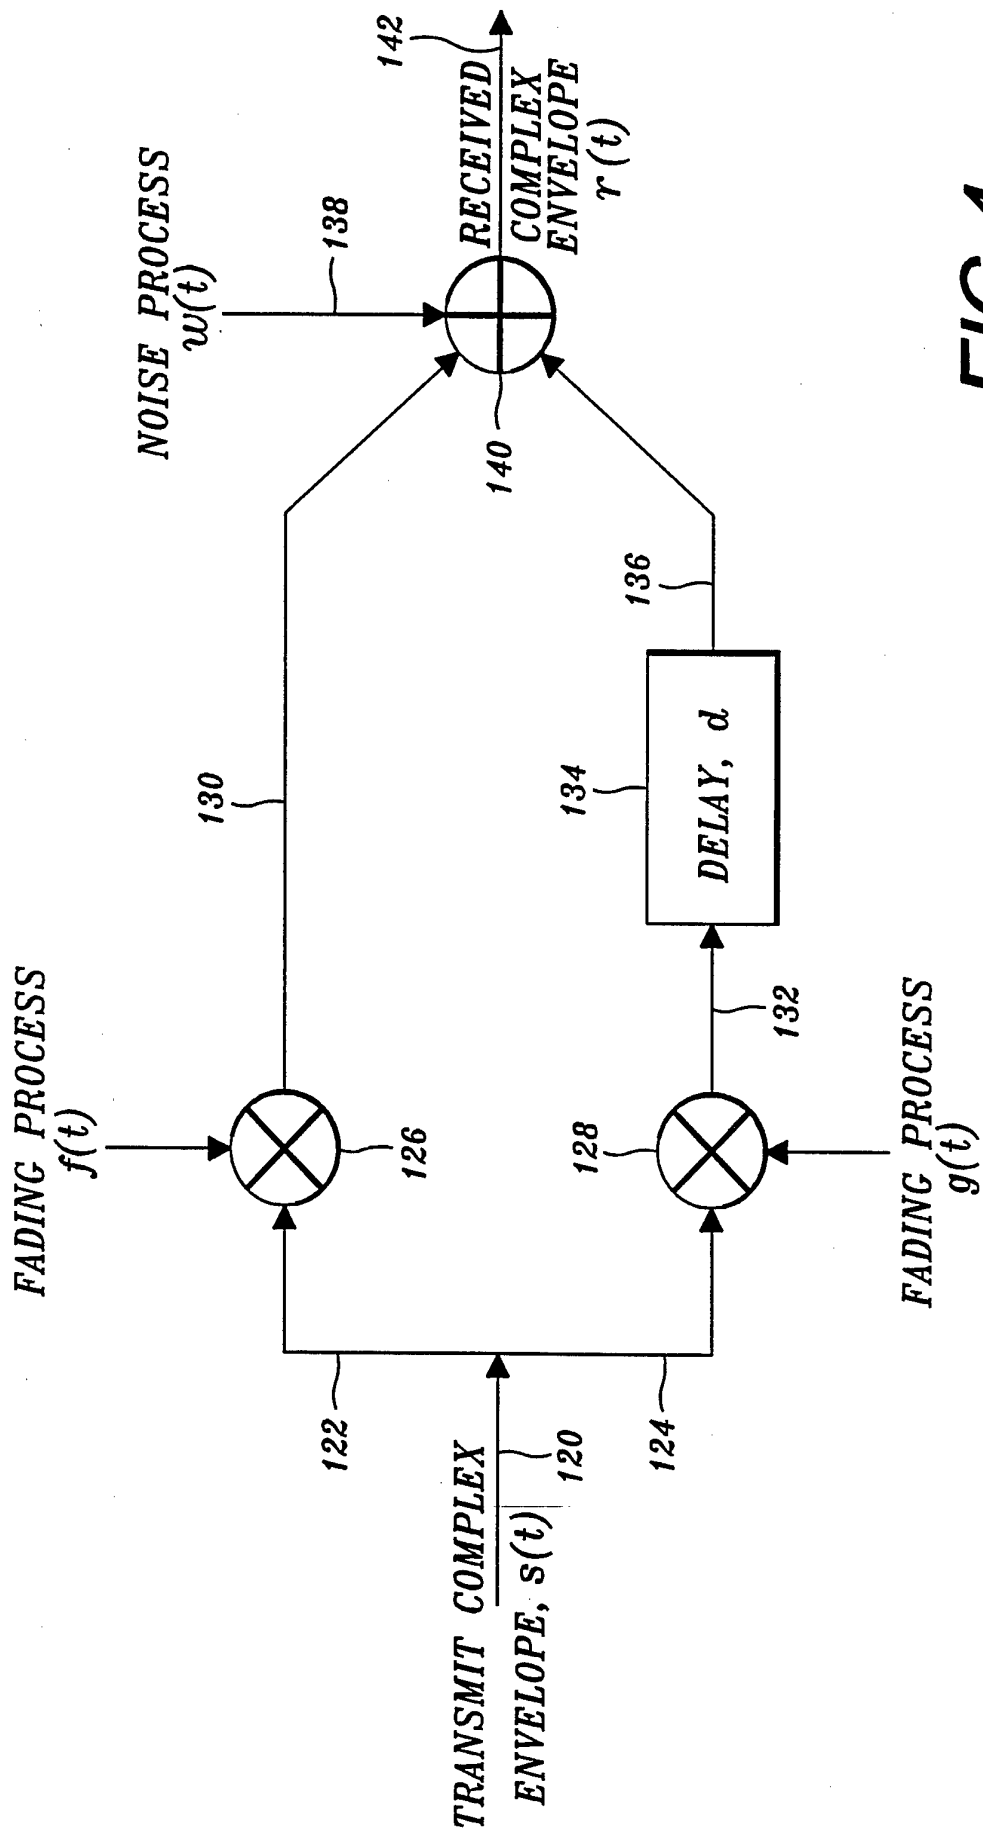 FADING PROCESS
f(t)
NOISE PROCESS
w(t)
138
130
142
126
122
RECEIVED
COMPLEX
ENVELOPE
r(t)
140
TRANSMIT COMPLEX
ENVELOPE, s(t)
120
124
128
132
134
DELAY, d
136
FADING PROCESS
g(t)